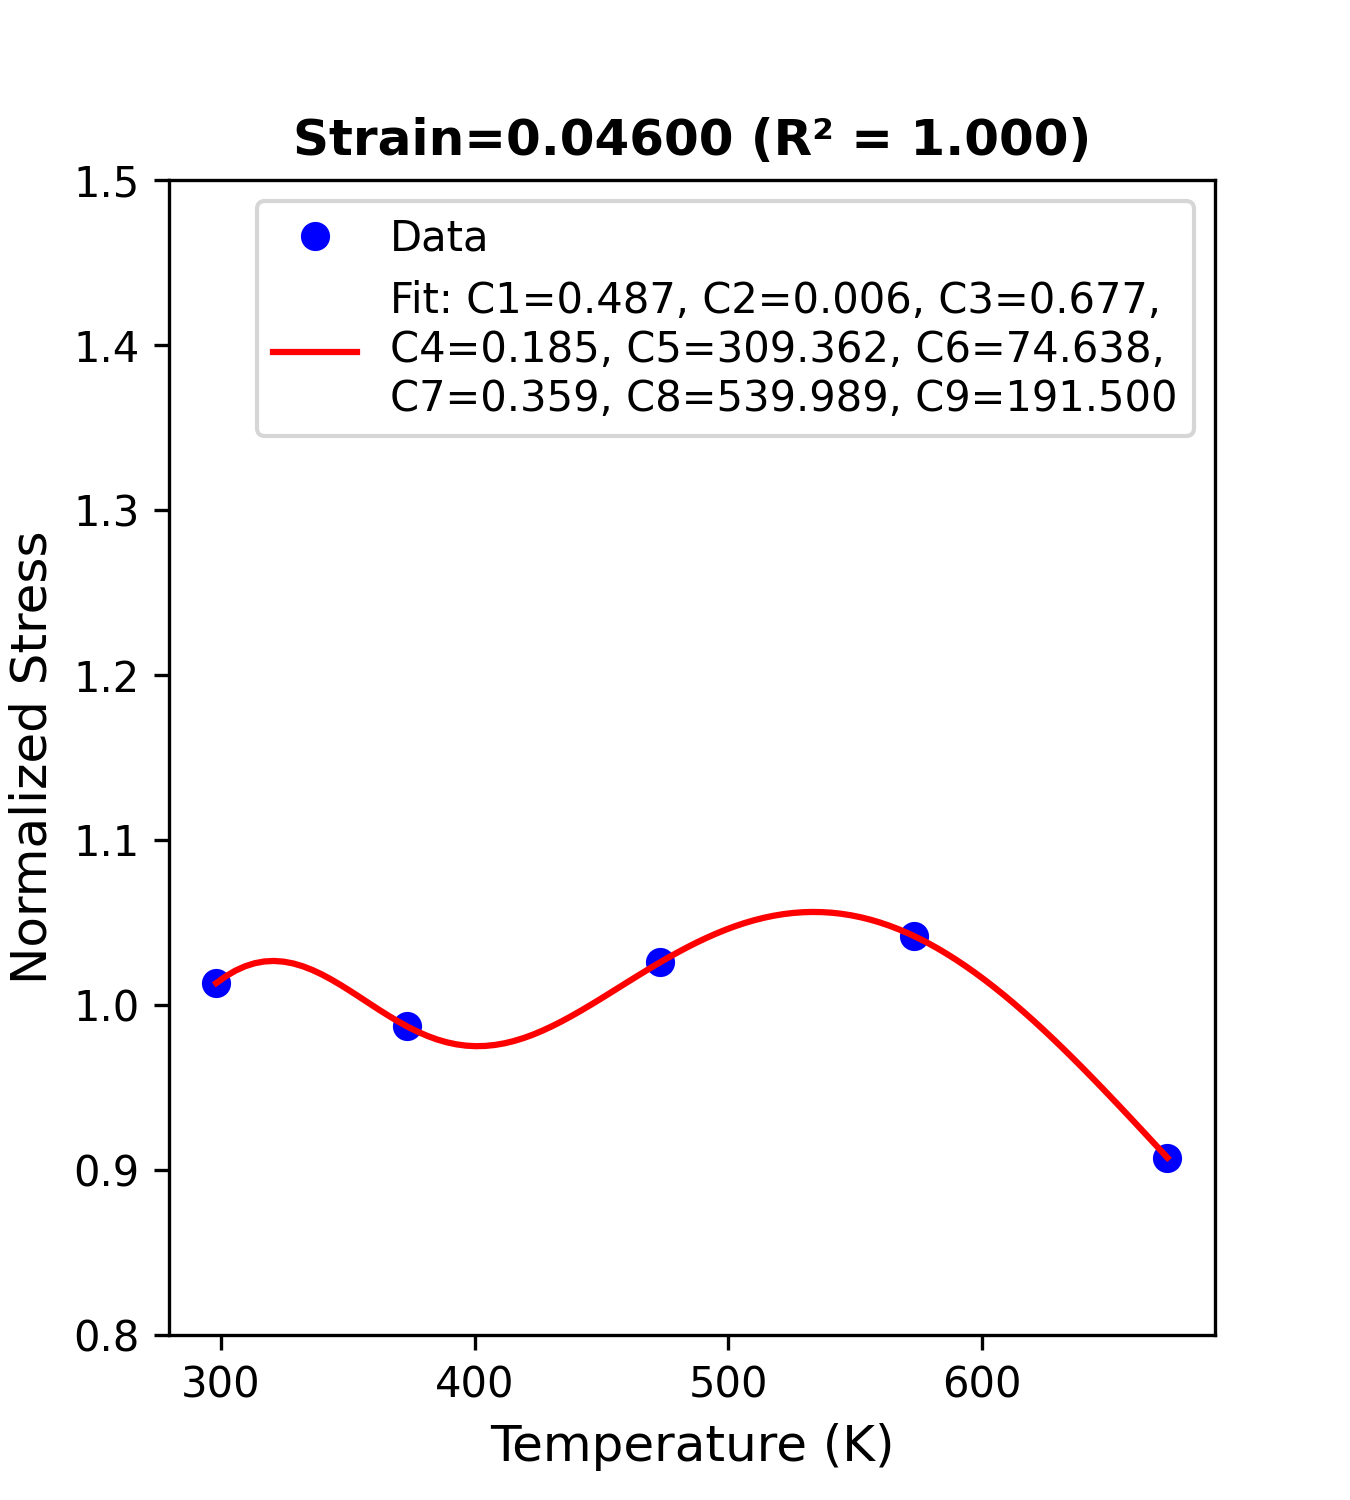 Strain=0.04600 (R² = 1.000)
1.5
1.4
1.3
1.2
1.1
1.0
0.9
0.8
Normalized Stress
Data
Fit: C1=0.487, C2=0.006, C3=0.677,
C4=0.185, C5=309.362, C6=74.638,
C7=0.359, C8=539.989, C9=191.500
300 400 500 600
Temperature (K)